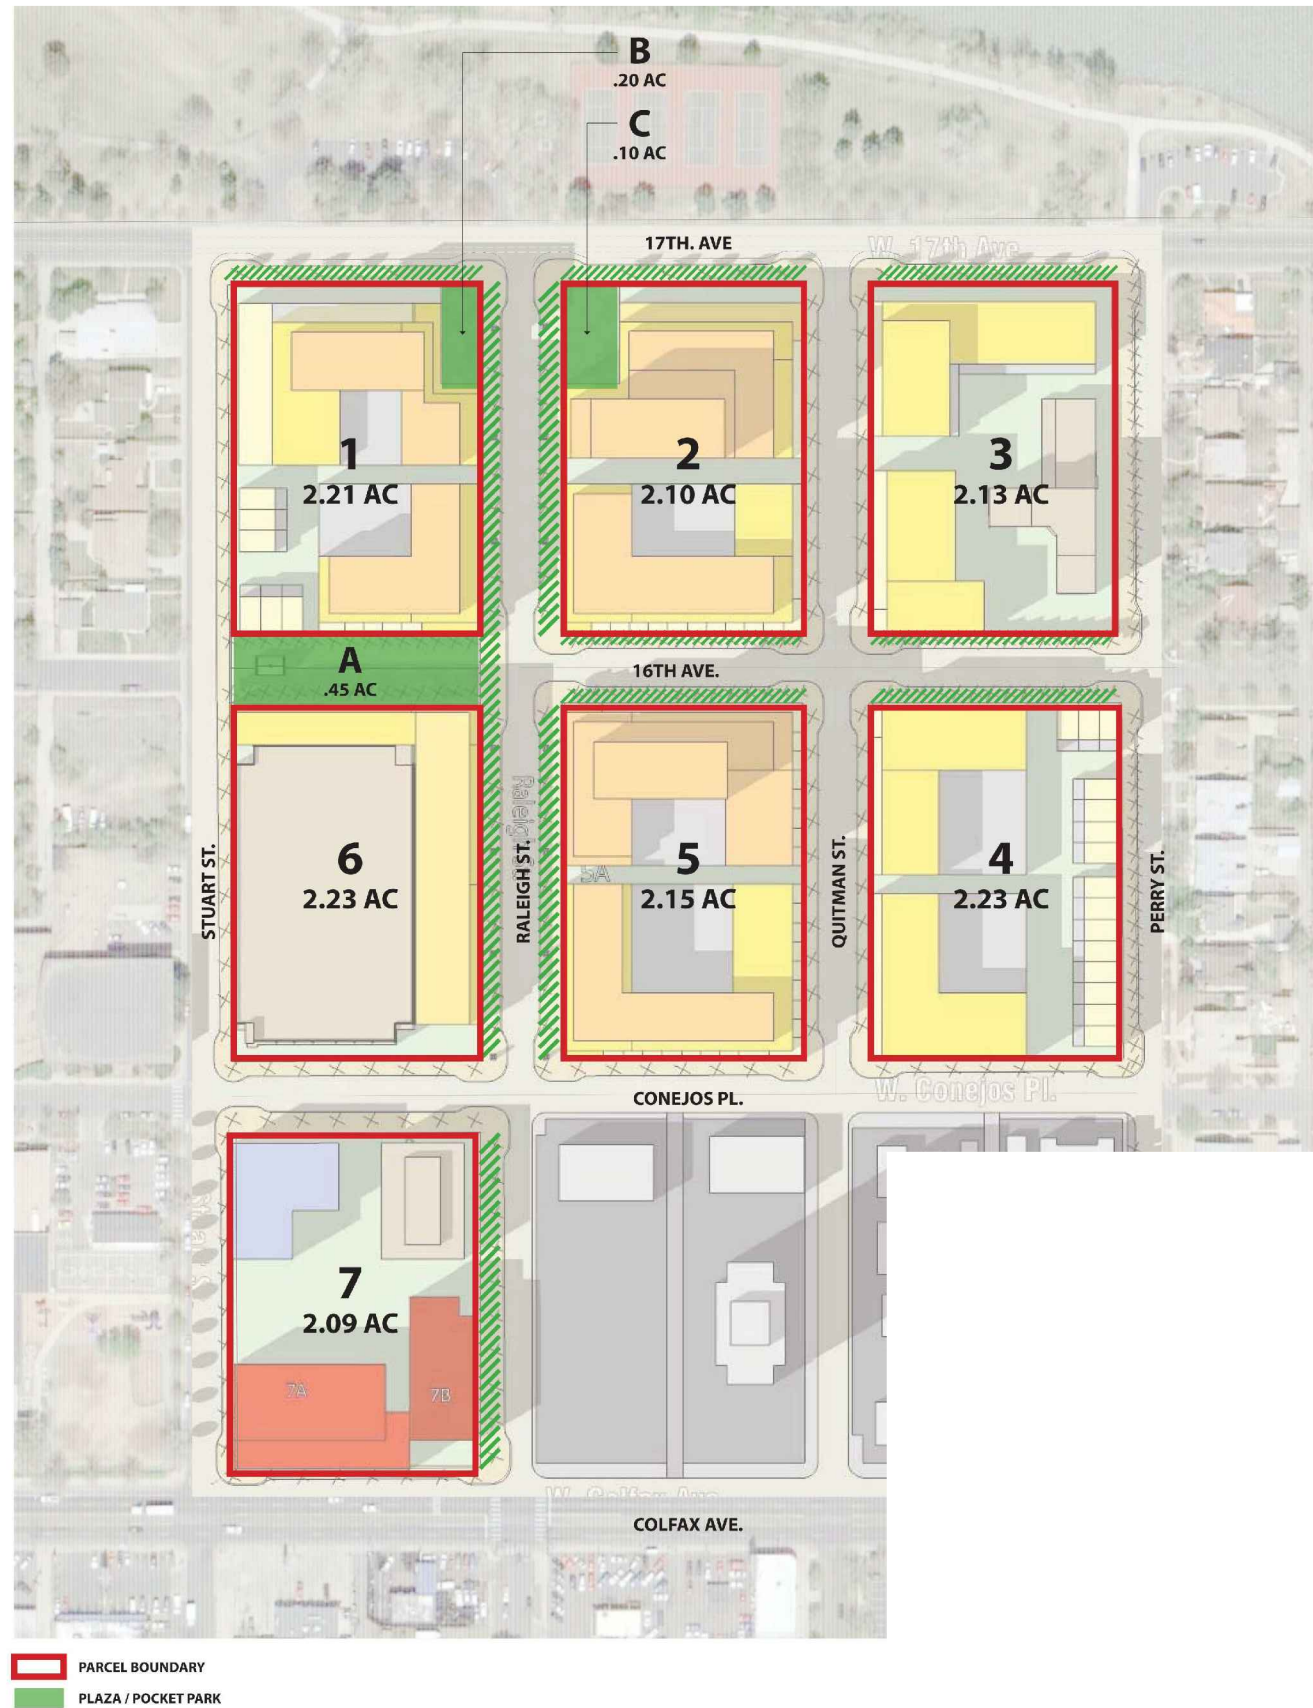 B
.20 AC
C
.10 AC
17TH. AVE
W. 17th Ave
1
2.21 AC
2
2.10 AC
3
2.13 AC
A
.45 AC
16TH AVE.
STUART ST.
6
2.23 AC
RALEIGH ST.
5A
5
2.15 AC
QUITMAN ST.
4
2.23 AC
PERRY ST.
CONEJOS PL.
W. Conejos Pl.
7
2.09 AC
7A
7B
W. Colfax Ave
COLFAX AVE.
PARCEL BOUNDARY
PLAZA / POCKET PARK